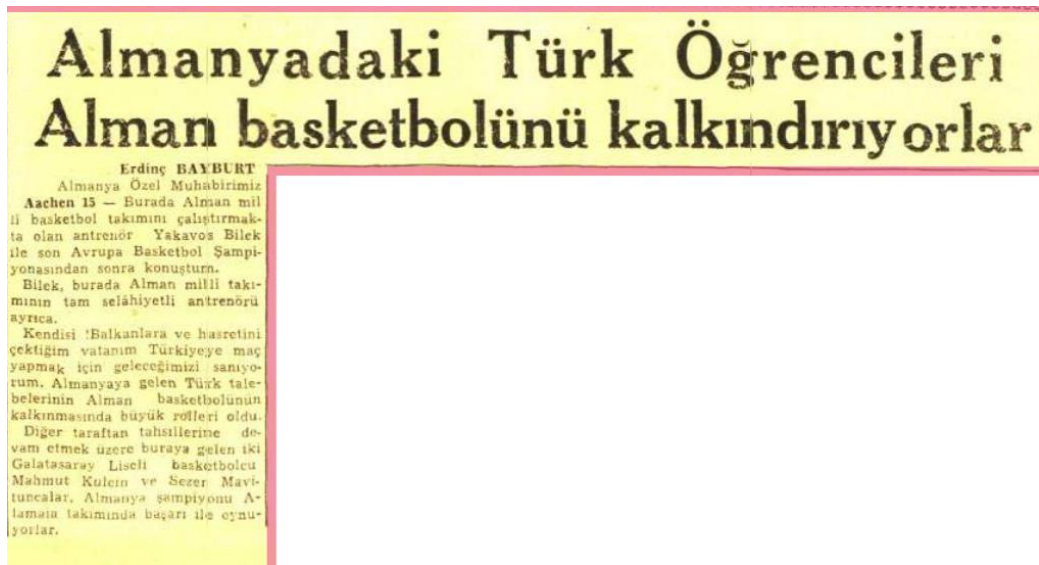 Almanyadaki Türk Öğrencileri
Alman basketbolünü kalkındırıyorlar
Erdinç BAYBURT
Almanya Özel Muhabirimiz
Aachen 15 — Burada Alman mil
li basketbol takımını çalıştırmak-
ta olan antrenör Yakavos Bilek
ile son Avrupa Basketbol Şampi-
yonasından sonra konuştum.
Bilek, burada Alman milli takı-
mının tam selâhiyetli antrenörü
ayrıca.
Kendisi 'Balkanlara ve hasretini
çektiğim vatanım Türkiyeye maç
yapmak için geleceğimizi sanıyo-
rum. Almanyaya gelen Türk tale-
belerinin Alman basketbolünün
kalkınmasında büyük rolleri oldu.
Diğer taraftan tahsillerine de-
vam etmek üzere buraya gelen iki
Galatasaray Liseli basketbolcu
Mahmut Kulein ve Sezer Mavi-
tuncalar, Almanya şampiyonu A-
lamaia takımında başarı ile oynu-
yorlar.